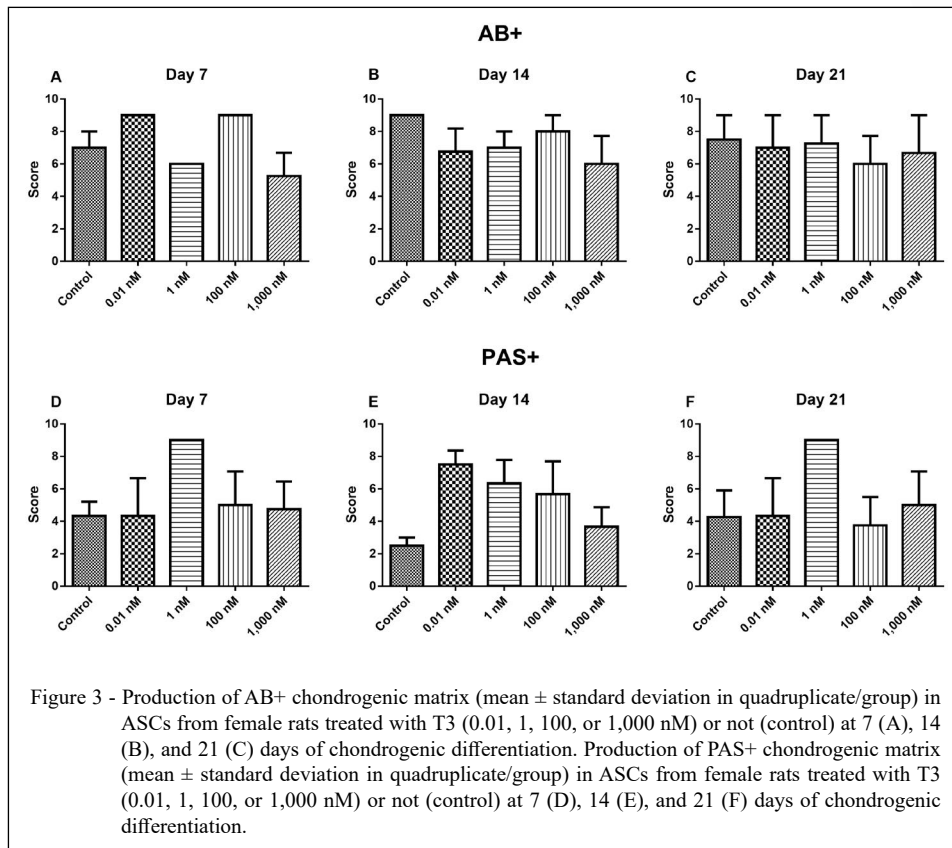 AB+
A
Day 7
B
Day 14
C
Day 21
10
8
6
4
2
0
Score
Control
0.01 nM
1 nM
100 nM
1,000 nM
10
8
6
4
2
0
Score
Control
0.01 nM
1 nM
100 nM
1,000 nM
10
8
6
4
2
0
Score
Control
0.01 nM
1 nM
100 nM
1,000 nM
PAS+
D
Day 7
E
Day 14
F
Day 21
10
8
6
4
2
0
Score
Control
0.01 nM
1 nM
100 nM
1,000 nM
10
8
6
4
2
0
Score
Control
0.01 nM
1 nM
100 nM
1,000 nM
10
8
6
4
2
0
Score
Control
0.01 nM
1 nM
100 nM
1,000 nM
Figure 3 - Production of AB+ chondrogenic matrix (mean ± standard deviation in quadruplicate/group) in
ASCs from female rats treated with T3 (0.01, 1, 100, or 1,000 nM) or not (control) at 7 (A), 14
(B), and 21 (C) days of chondrogenic differentiation. Production of PAS+ chondrogenic matrix
(mean ± standard deviation in quadruplicate/group) in ASCs from female rats treated with T3
(0.01, 1, 100, or 1,000 nM) or not (control) at 7 (D), 14 (E), and 21 (F) days of chondrogenic
differentiation.